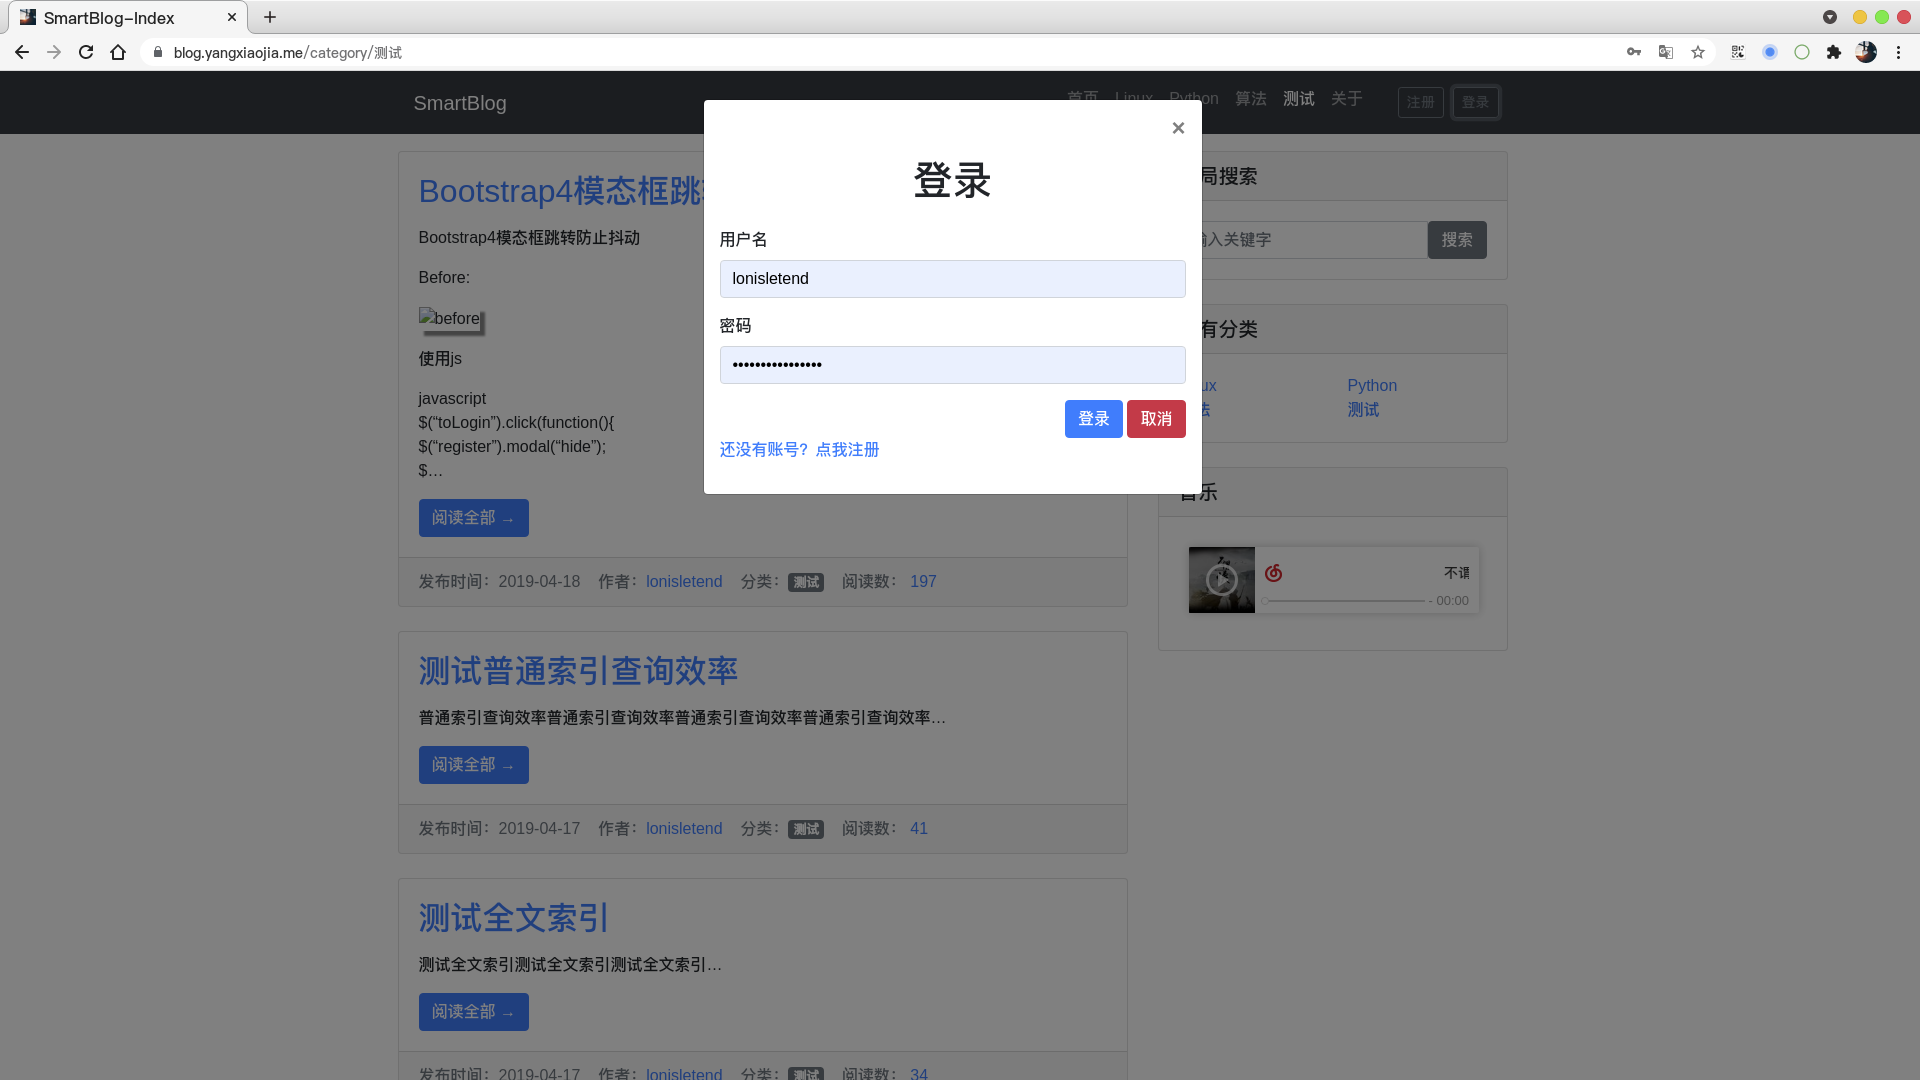 SmartBlog-Index
blog.yangxiaojia.me/category/测试
SmartBlog
首页 Linux Python 算法 测试 关于 注册 登录
×
登录
用户名
lonisletend
密码
••••••••••••••••
登录 取消
还没有账号？点我注册
Bootstrap4模态框跳
Bootstrap4模态框跳转防止抖动
Before:
before
使用js
javascript
$(“toLogin”).click(function(){
$(“register”).modal(“hide”);
$…
阅读全部 →
发布时间：2019-04-18 作者：lonisletend 分类：测试 阅读数： 197
测试普通索引查询效率
普通索引查询效率普通索引查询效率普通索引查询效率普通索引查询效率…
阅读全部 →
发布时间：2019-04-17 作者：lonisletend 分类：测试 阅读数： 41
测试全文索引
测试全文索引测试全文索引测试全文索引…
阅读全部 →
发布时间：2019-04-17 作者：lonisletend 分类：测试 阅读数： 34
局搜索
入关键字 搜索
有分类
ux Python
法 测试
音乐
不谓
- 00:00